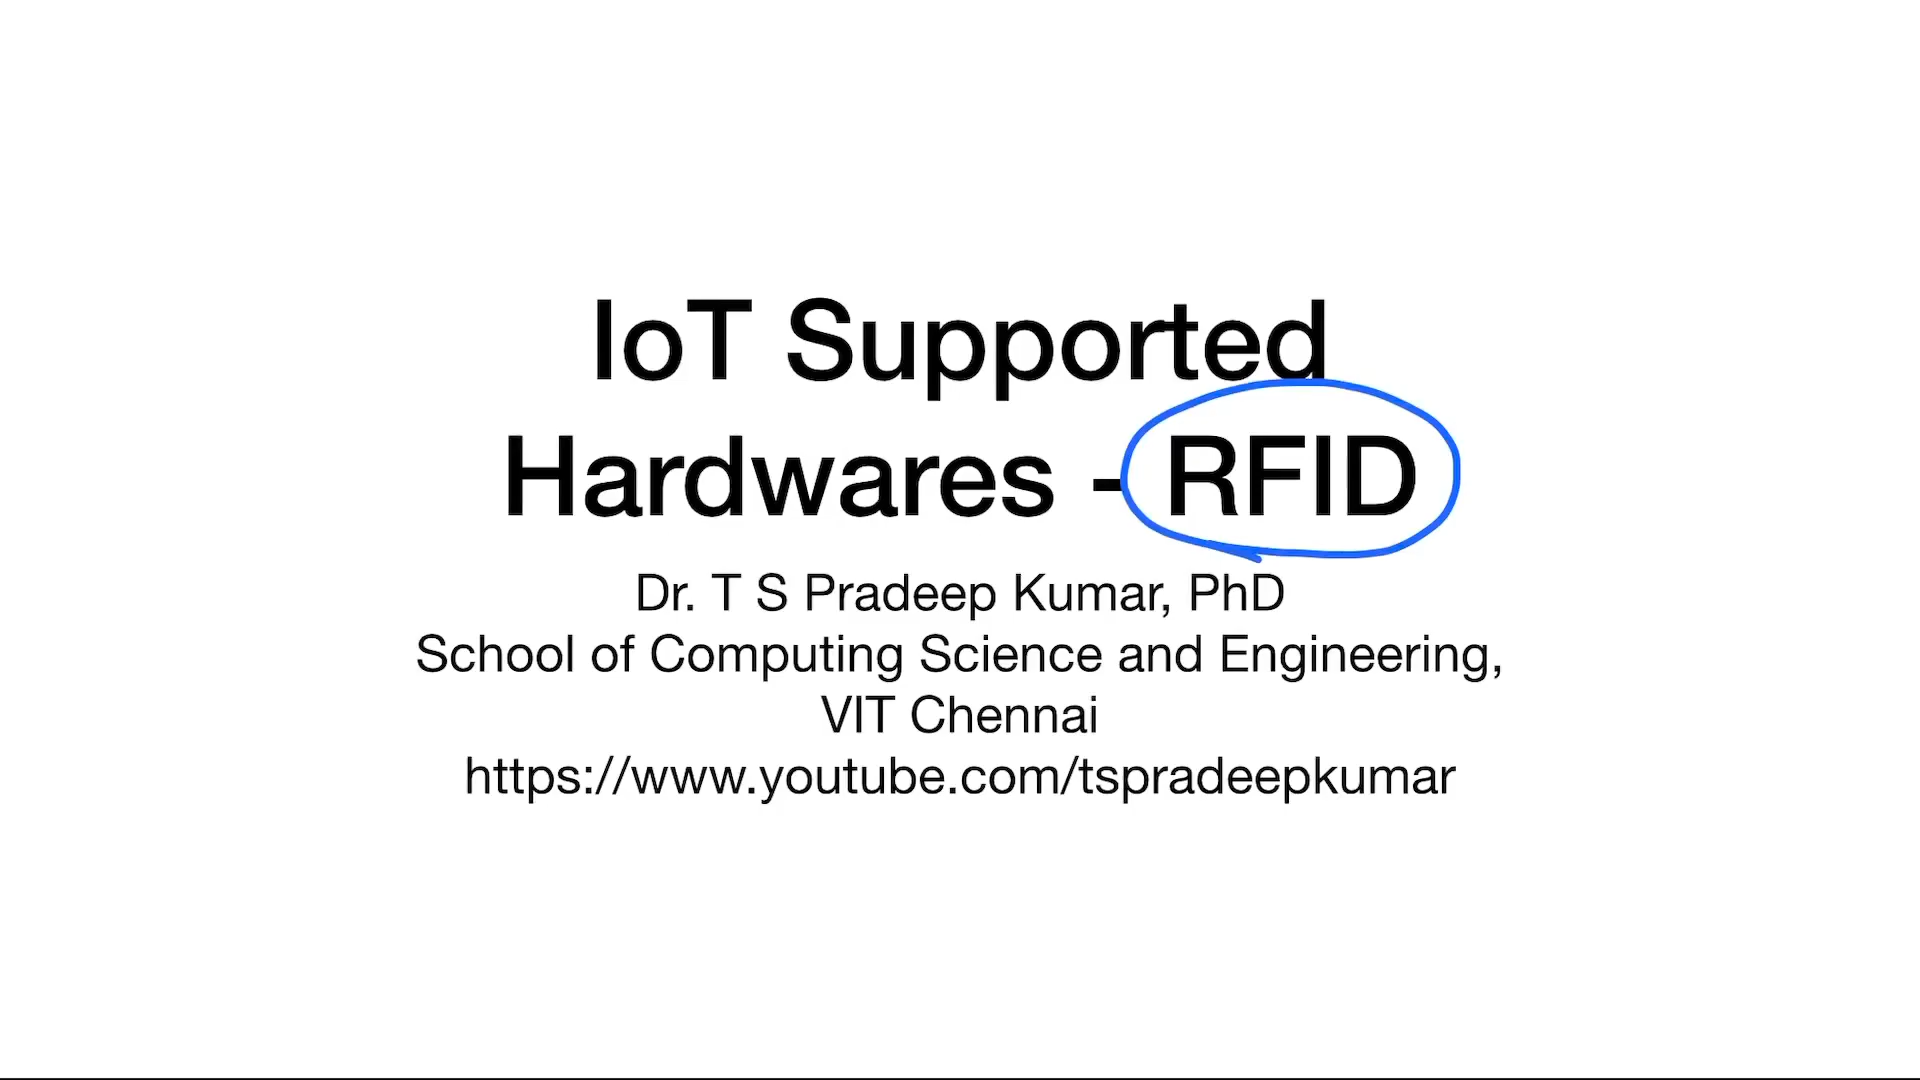 IoT Supported
Hardwares - RFID
Dr. T S Pradeep Kumar, PhD
School of Computing Science and Engineering,
VIT Chennai
https://www.youtube.com/tspradeepkumar